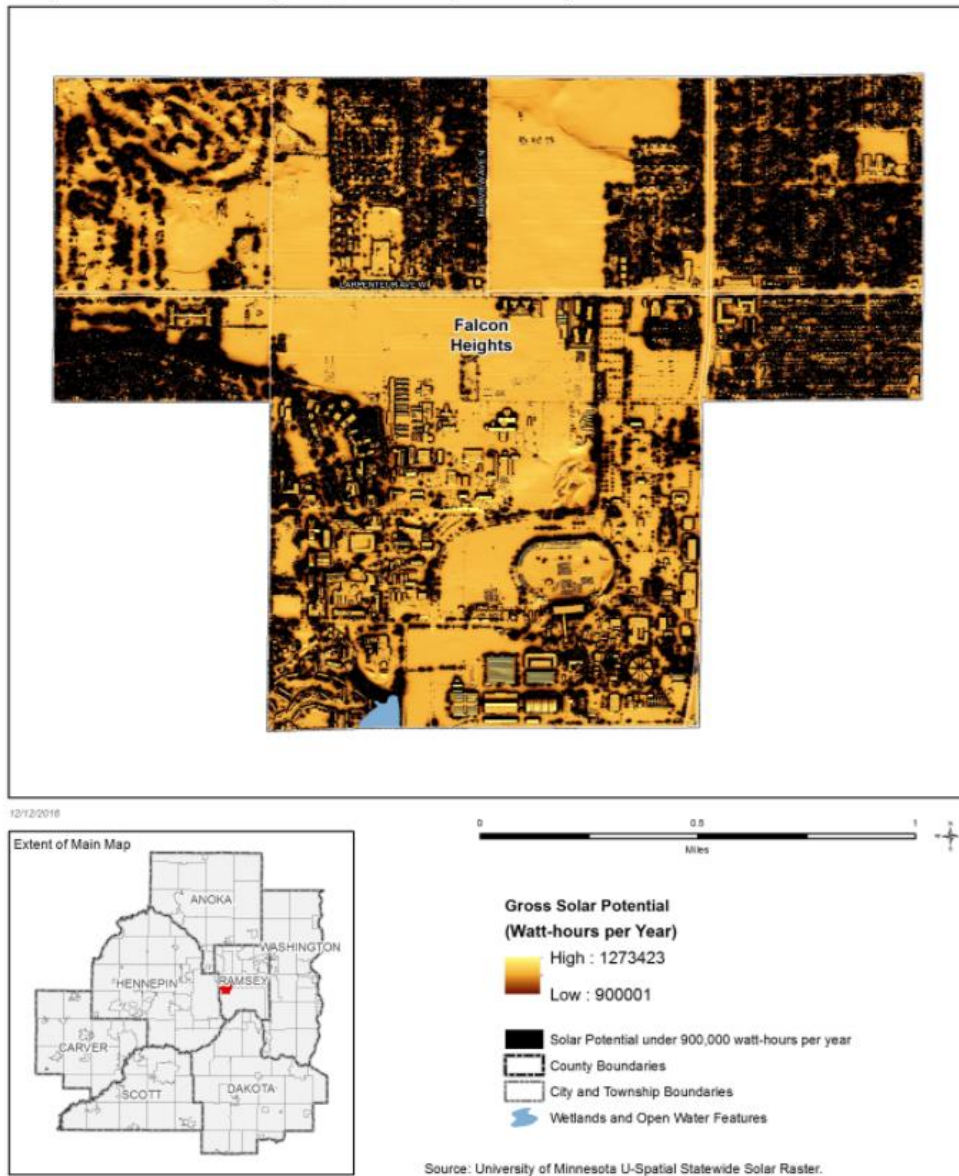 LARPENTEUR AVE W
Falcon
Heights
12/12/2016
Extent of Main Map
ANOKA
WASHINGTON
HENNEPIN
RAMSEY
CARVER
SCOTT
DAKOTA
0
0.5
1
Miles
Gross Solar Potential
(Watt-hours per Year)
High : 1273423
Low : 900001
Solar Potential under 900,000 watt-hours per year
County Boundaries
City and Township Boundaries
Wetlands and Open Water Features
Source: University of Minnesota U-Spatial Statewide Solar Raster.